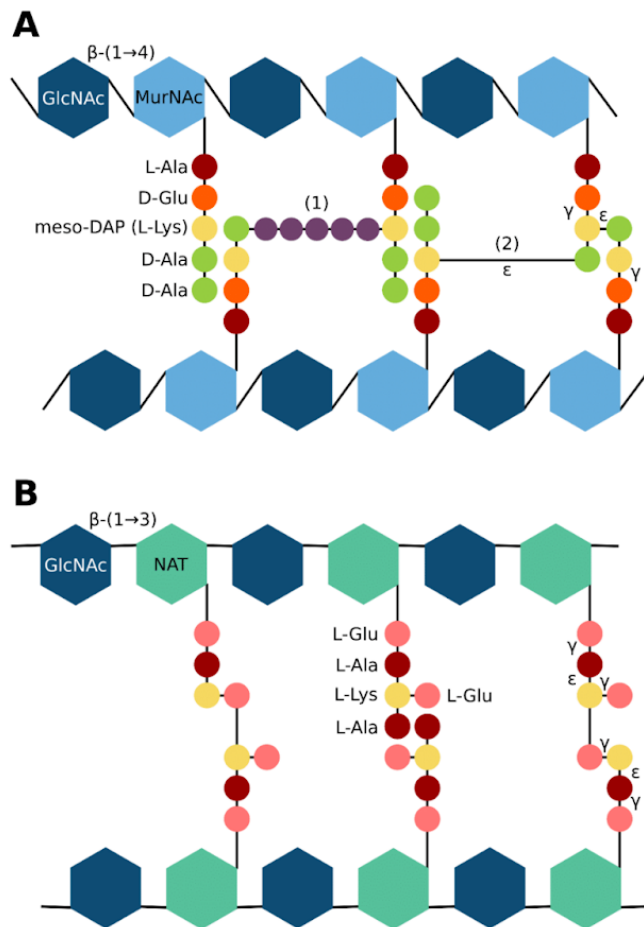 A
β-(1→4)
GlcNAc MurNAc
L-Ala
D-Glu
(1)
γ ε
meso-DAP (L-Lys)
(2)
D-Ala
ε
γ
D-Ala
B
β-(1→3)
GlcNAc NAT
L-Glu
γ
L-Ala
ε γ
L-Lys L-Glu
L-Ala
γ
ε
γ